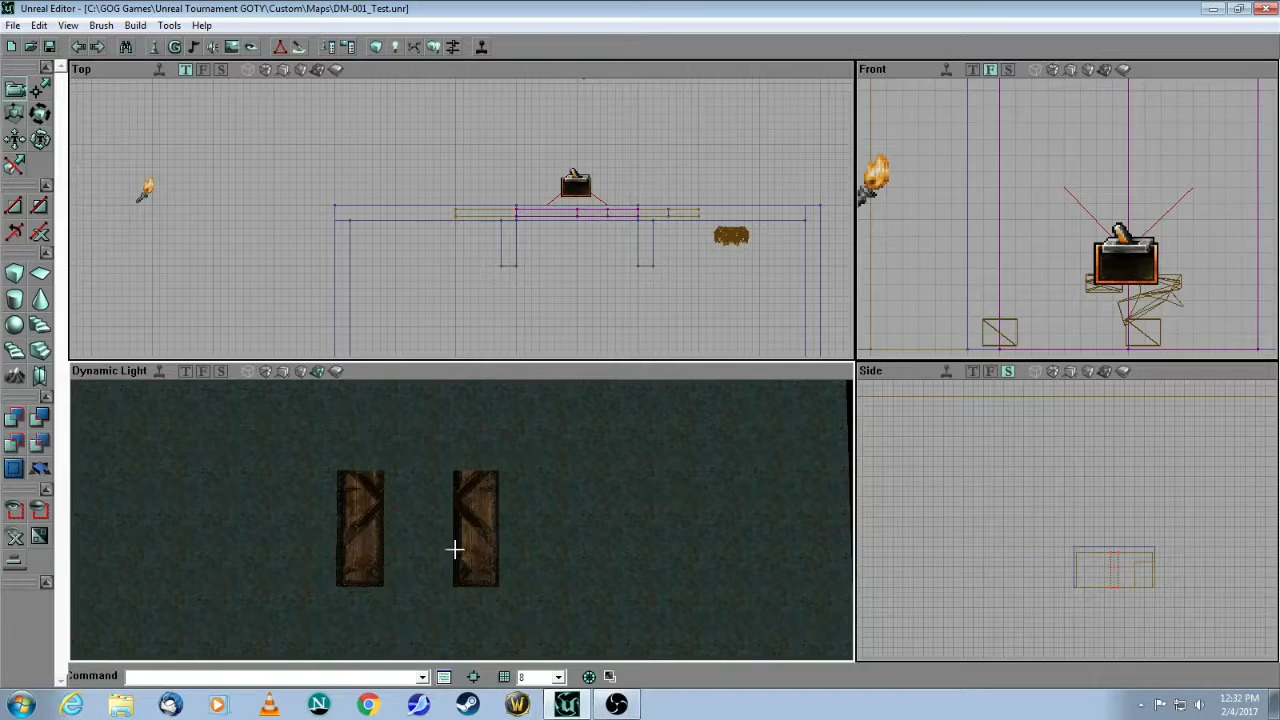 Unreal Editor - [C:\GOG Games\Unreal Tournament GOTY\Custom\Maps\DM-001_Test.unr]
File Edit View Brush Build Tools Help
Top T F S
Front T F S
Dynamic Light T F S
Side T F S
Command 8
12:32 PM
2/4/2017